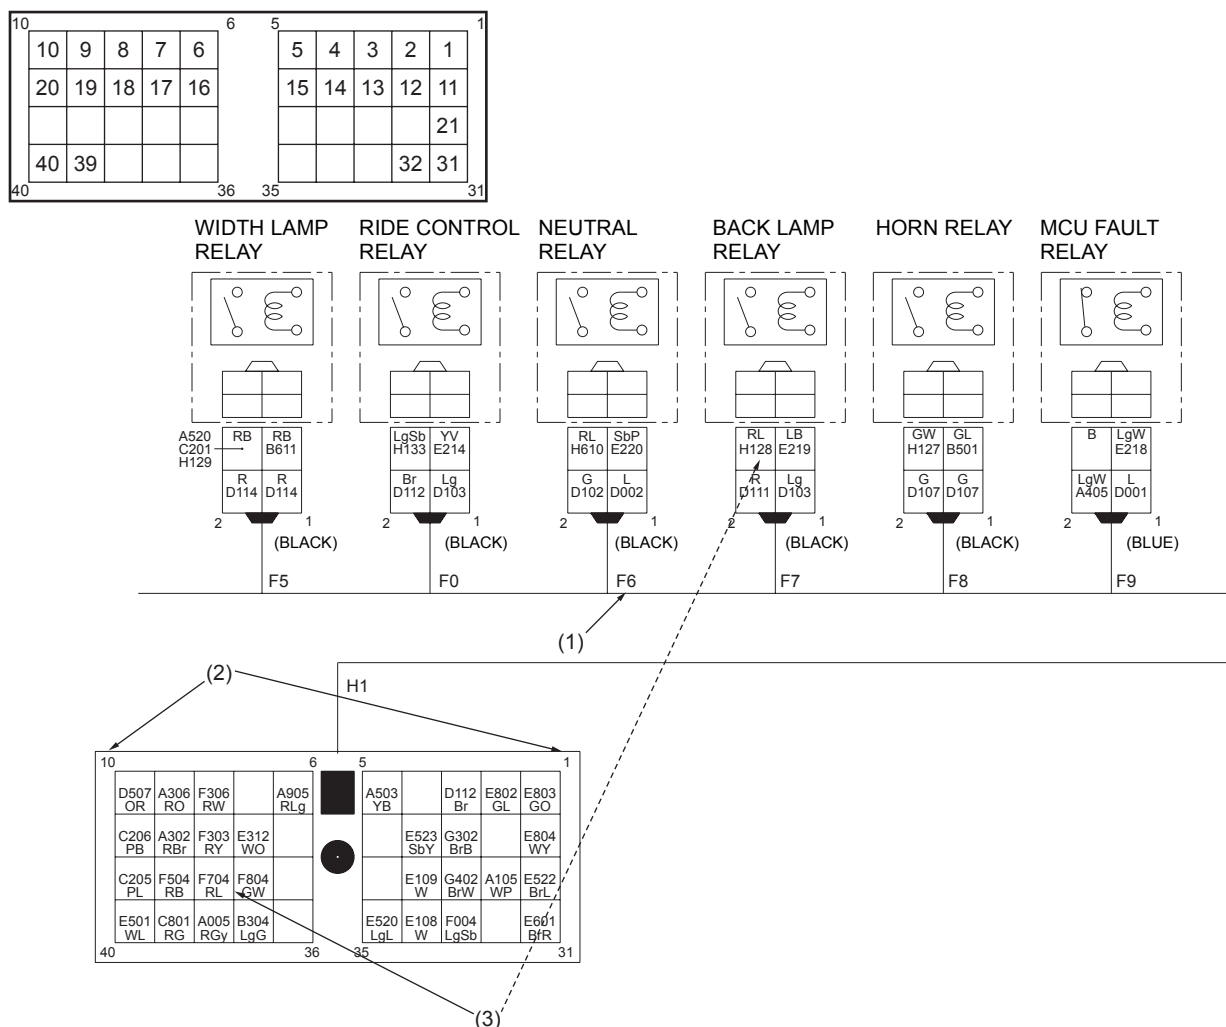 10 6 5 1
10 9 8 7 6 5 4 3 2 1
20 19 18 17 16 15 14 13 12 11
21
40 39 32 31
40 36 35 31
WIDTH LAMP RELAY
RIDE CONTROL RELAY
NEUTRAL RELAY
BACK LAMP RELAY
HORN RELAY
MCU FAULT RELAY
A520
C201
H129
RB RB
B611
R R
D114 D114
2 1
(BLACK)
F5
LgSb YV
H133 E214
Br Lg
D112 D103
2 1
(BLACK)
F0
RL SbP
H610 E220
G L
D102 D002
2 1
(BLACK)
F6
RL LB
H128 E219
R Lg
D111 D103
2 1
(BLACK)
F7
GW GL
H127 B501
G G
D107 D107
2 1
(BLACK)
F8
B LgW
E218
LgW L
A405 D001
2 1
(BLUE)
F9
(1)
(2)
H1
10 6 5 1
D507 A306 F306 A905 A503 D112 E802 E803
OR RO RW RLg YB Br GL GO
C206 A302 F303 E312 E523 G302 E804
PB RBr RY WO SbY BrB WY
C205 F504 F704 F804 E109 G402 A105 E522
PL RB RL GW W BrW WP BrL
E501 C801 A005 B304 E520 E108 F004 E601
WL RG RGy LgG LgL W LgSb BrR
40 36 35 31
(3)